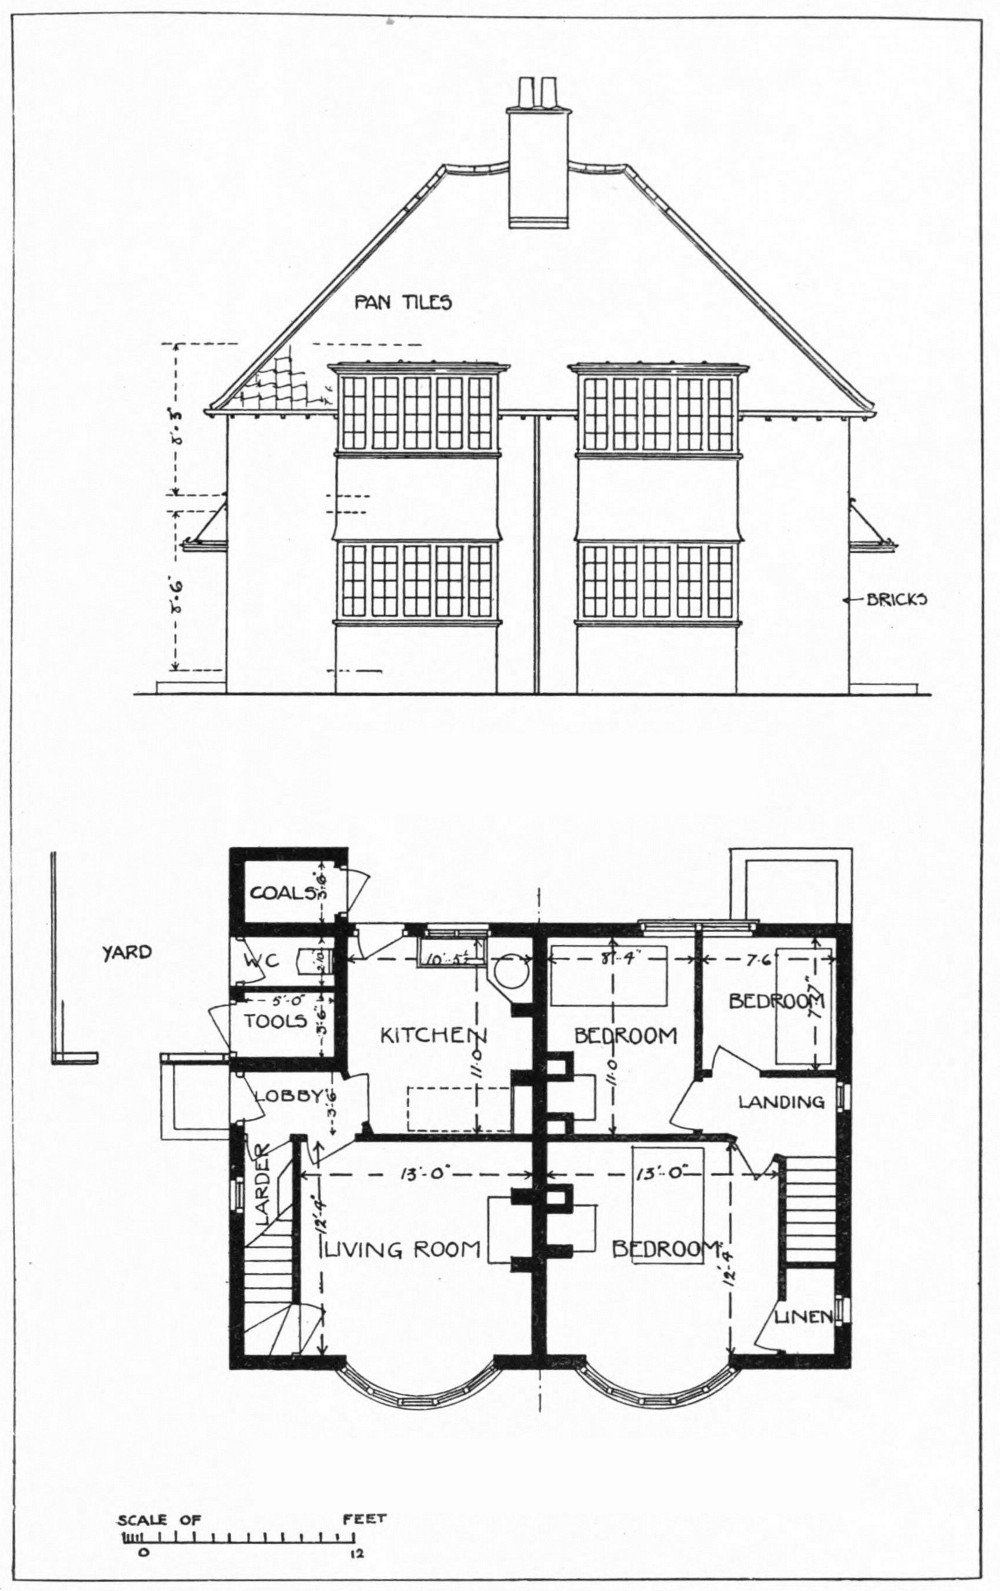 PAN TILES
8'·3"
8'·6"
BRICKS
COALS
3'·6"
YARD
WC
TOOLS
5'-0"
3'-6"
LOBBY
3'-6"
LARDER
KITCHEN
10'-5½"
11'-0"
LIVING ROOM
13'-0"
12'-4"
BEDROOM
8'-4"
11'-0"
BEDROOM
7'-6"
7'-7"
LANDING
BEDROOM
13'-0"
12'-4"
LINEN
SCALE OF FEET
0 12